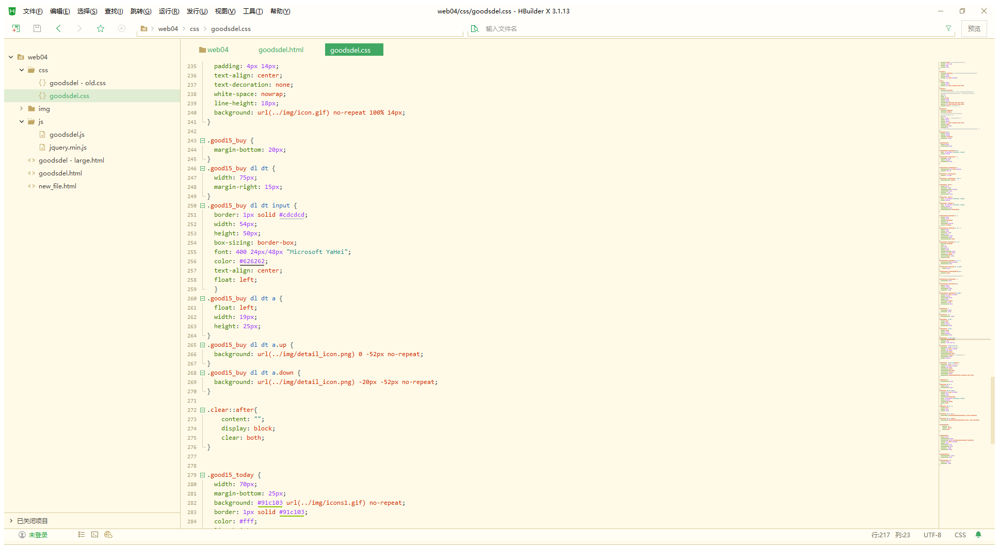 文件(F) 编辑(E) 选择(S) 查找(I) 跳转(G) 运行(R) 发行(U) 视图(V) 工具(T) 帮助(Y)
web04/css/goodsdel.css - HBuilder X 3.1.13
web04 css goodsdel.css
输入文件名
预览
web04
css
goodsdel - old.css
goodsdel.css
img
js
goodsdel.js
jquery.min.js
goodsdel - large.html
goodsdel.html
new_file.html
已关闭项目
web04 goodsdel.html goodsdel.css
235 padding: 4px 14px;
236 text-align: center;
237 text-decoration: none;
238 white-space: nowrap;
239 line-height: 18px;
240 background: url(../img/icon.gif) no-repeat 100% 14px;
241 }
242
243 .good15_buy {
244 margin-bottom: 20px;
245 }
246 .good15_buy dl dt {
247 width: 75px;
248 margin-right: 15px;
249 }
250 .good15_buy dl dt input {
251 border: 1px solid #cdcdcd;
252 width: 54px;
253 height: 50px;
254 box-sizing: border-box;
255 font: 400 24px/48px "Microsoft YaHei";
256 color: #626262;
257 text-align: center;
258 float: left;
259 }
260 .good15_buy dl dt a {
261 float: left;
262 width: 19px;
263 height: 25px;
264 }
265 .good15_buy dl dt a.up {
266 background: url(../img/detail_icon.png) 0 -52px no-repeat;
267 }
268 .good15_buy dl dt a.down {
269 background: url(../img/detail_icon.png) -20px -52px no-repeat;
270 }
271
272 .clear::after{
273 content: "";
274 display: block;
275 clear: both;
276 }
277
278
279 .good15_today {
280 width: 70px;
281 margin-bottom: 25px;
282 background: #91c103 url(../img/icons1.gif) no-repeat;
283 border: 1px solid #91c103;
284 color: #fff;
未登录
行:217 列:23 UTF-8 CSS